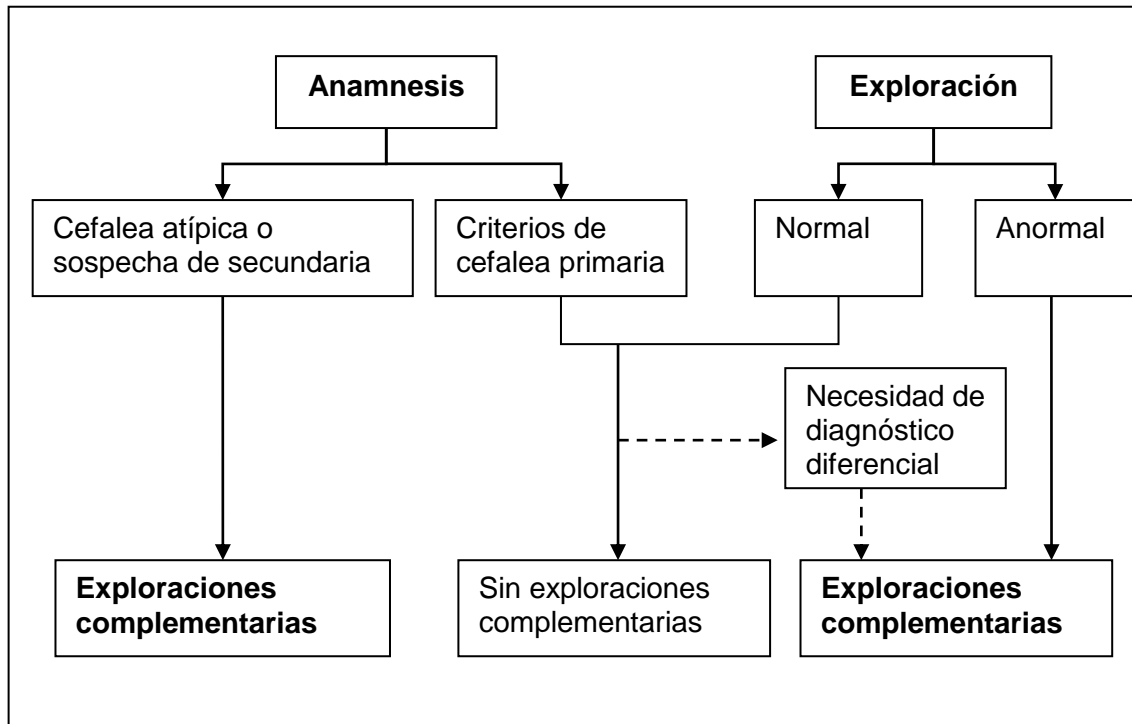 Anamnesis
Exploración
Cefalea atípica o
sospecha de secundaria
Criterios de
cefalea primaria
Normal
Anormal
Necesidad de
diagnóstico
diferencial
Exploraciones
complementarias
Sin exploraciones
complementarias
Exploraciones
complementarias